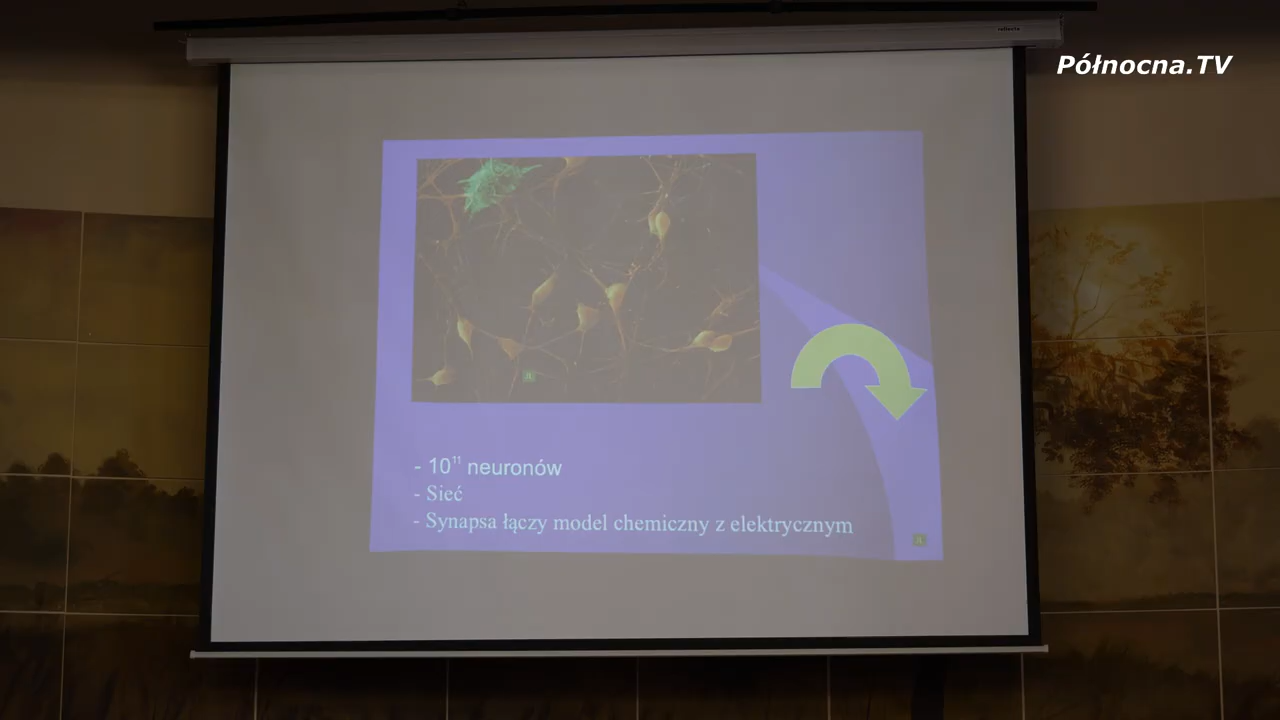 Północna.TV
- 10¹¹ neuronów
- Sieć
- Synapsa łączy model chemiczny z elektrycznym